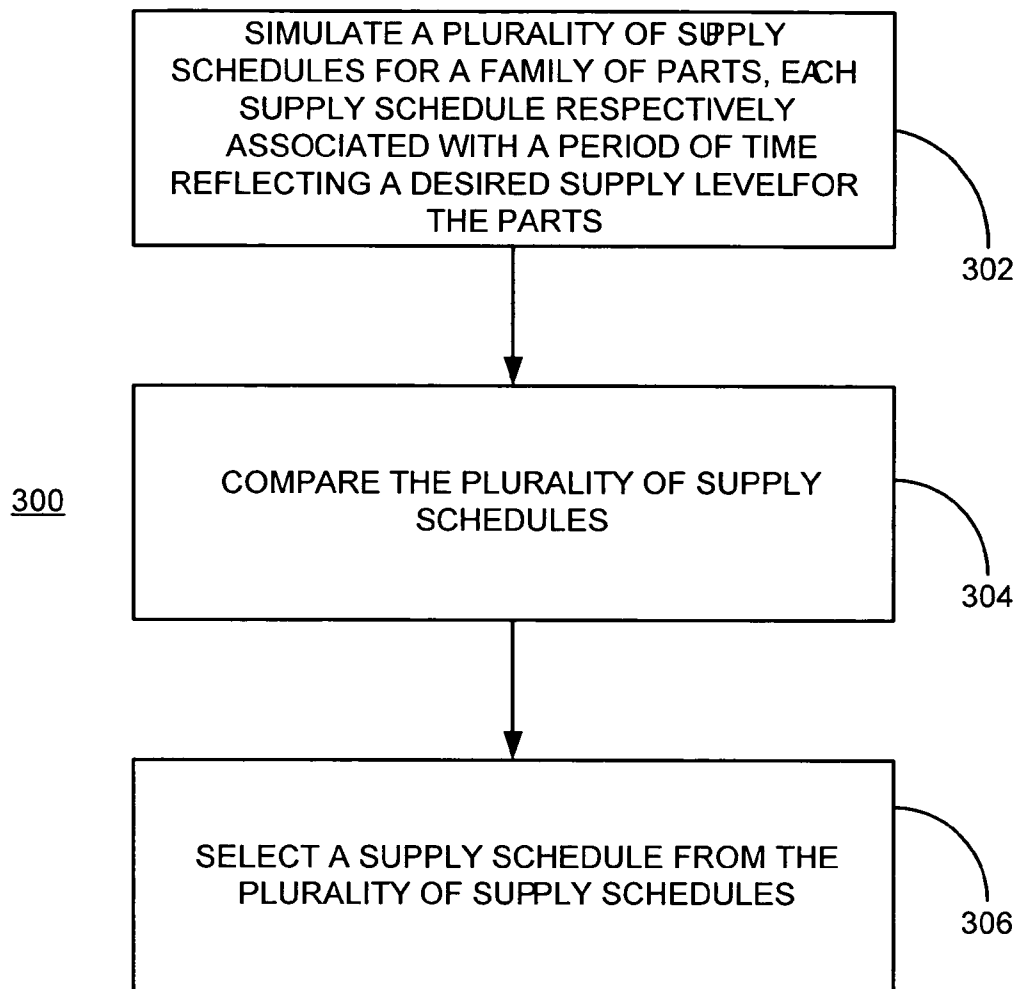 SIMULATE A PLURALITY OF SUPPLY
SCHEDULES FOR A FAMILY OF PARTS, EACH
SUPPLY SCHEDULE RESPECTIVELY
ASSOCIATED WITH A PERIOD OF TIME
REFLECTING A DESIRED SUPPLY LEVELFOR
THE PARTS
302
300
COMPARE THE PLURALITY OF SUPPLY
SCHEDULES
304
SELECT A SUPPLY SCHEDULE FROM THE
PLURALITY OF SUPPLY SCHEDULES
306